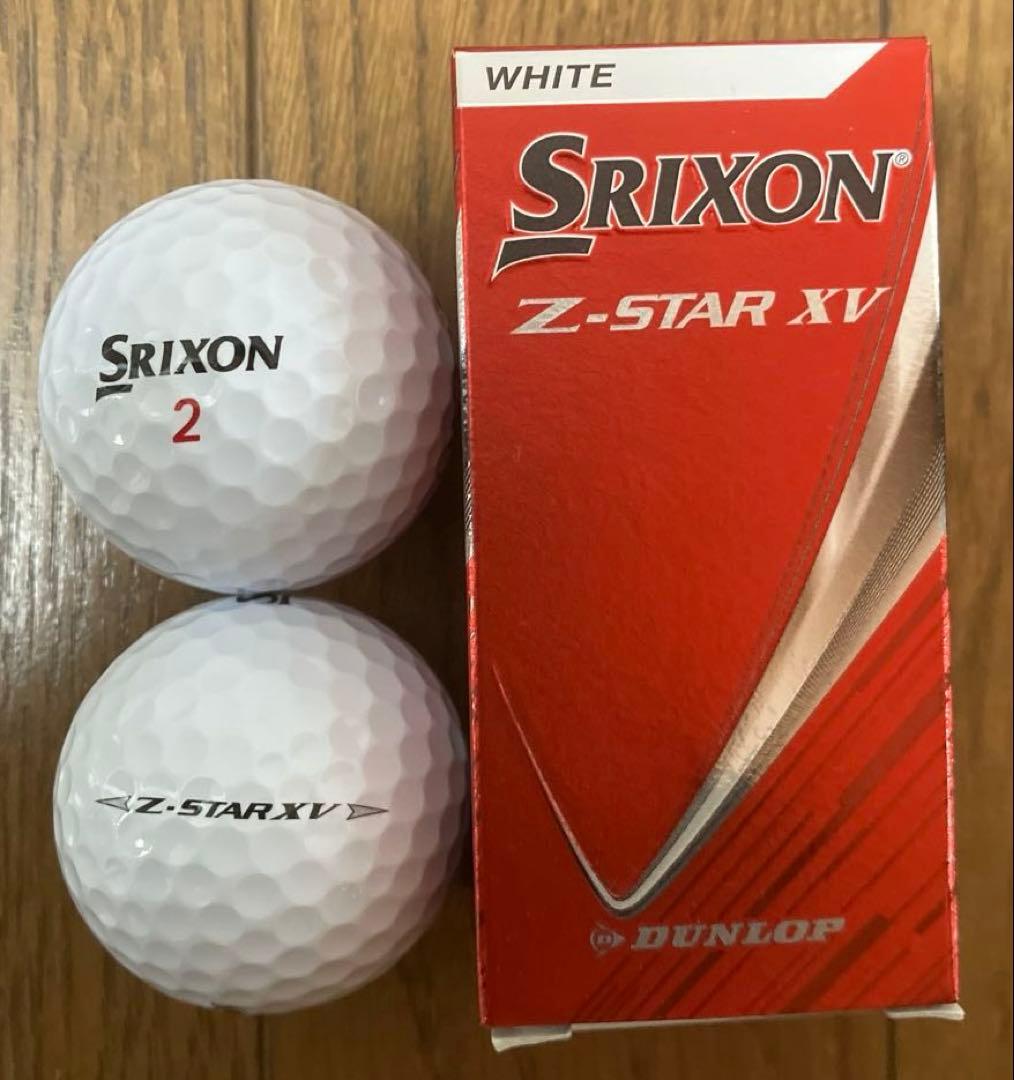 WHITE
SRIXON®
Z-STAR XV
DUNLOP
SRIXON
2
Z-STAR XV